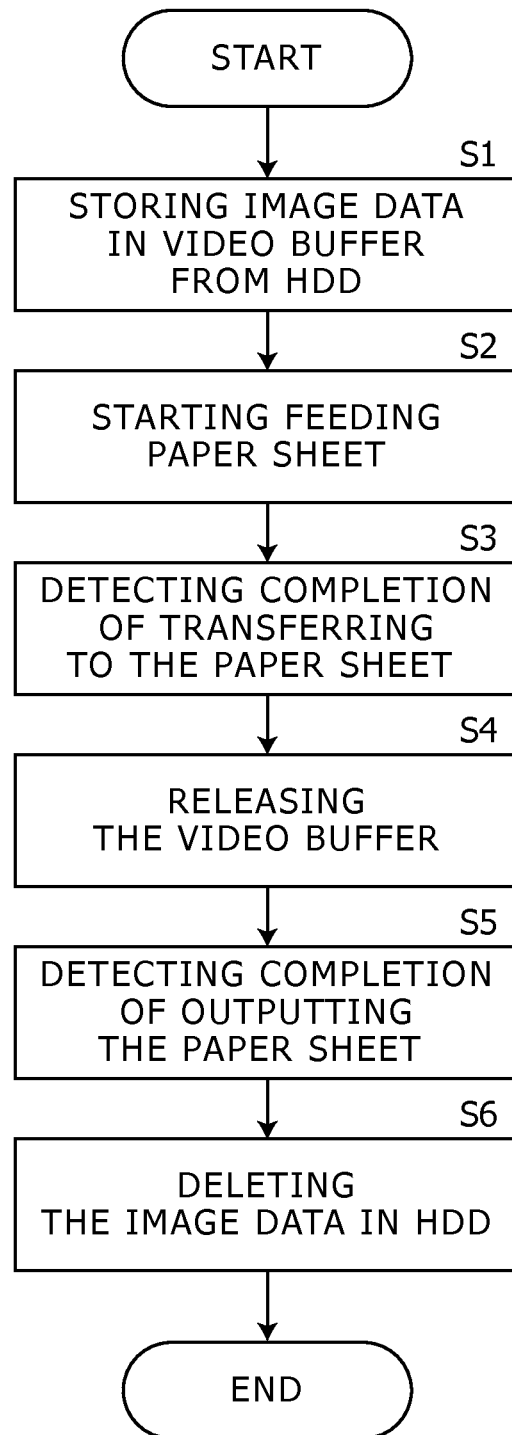 START
S1
STORING IMAGE DATA
IN VIDEO BUFFER
FROM HDD
S2
STARTING FEEDING
PAPER SHEET
S3
DETECTING COMPLETION
OF TRANSFERRING
TO THE PAPER SHEET
S4
RELEASING
THE VIDEO BUFFER
S5
DETECTING COMPLETION
OF OUTPUTTING
THE PAPER SHEET
S6
DELETING
THE IMAGE DATA IN HDD
END